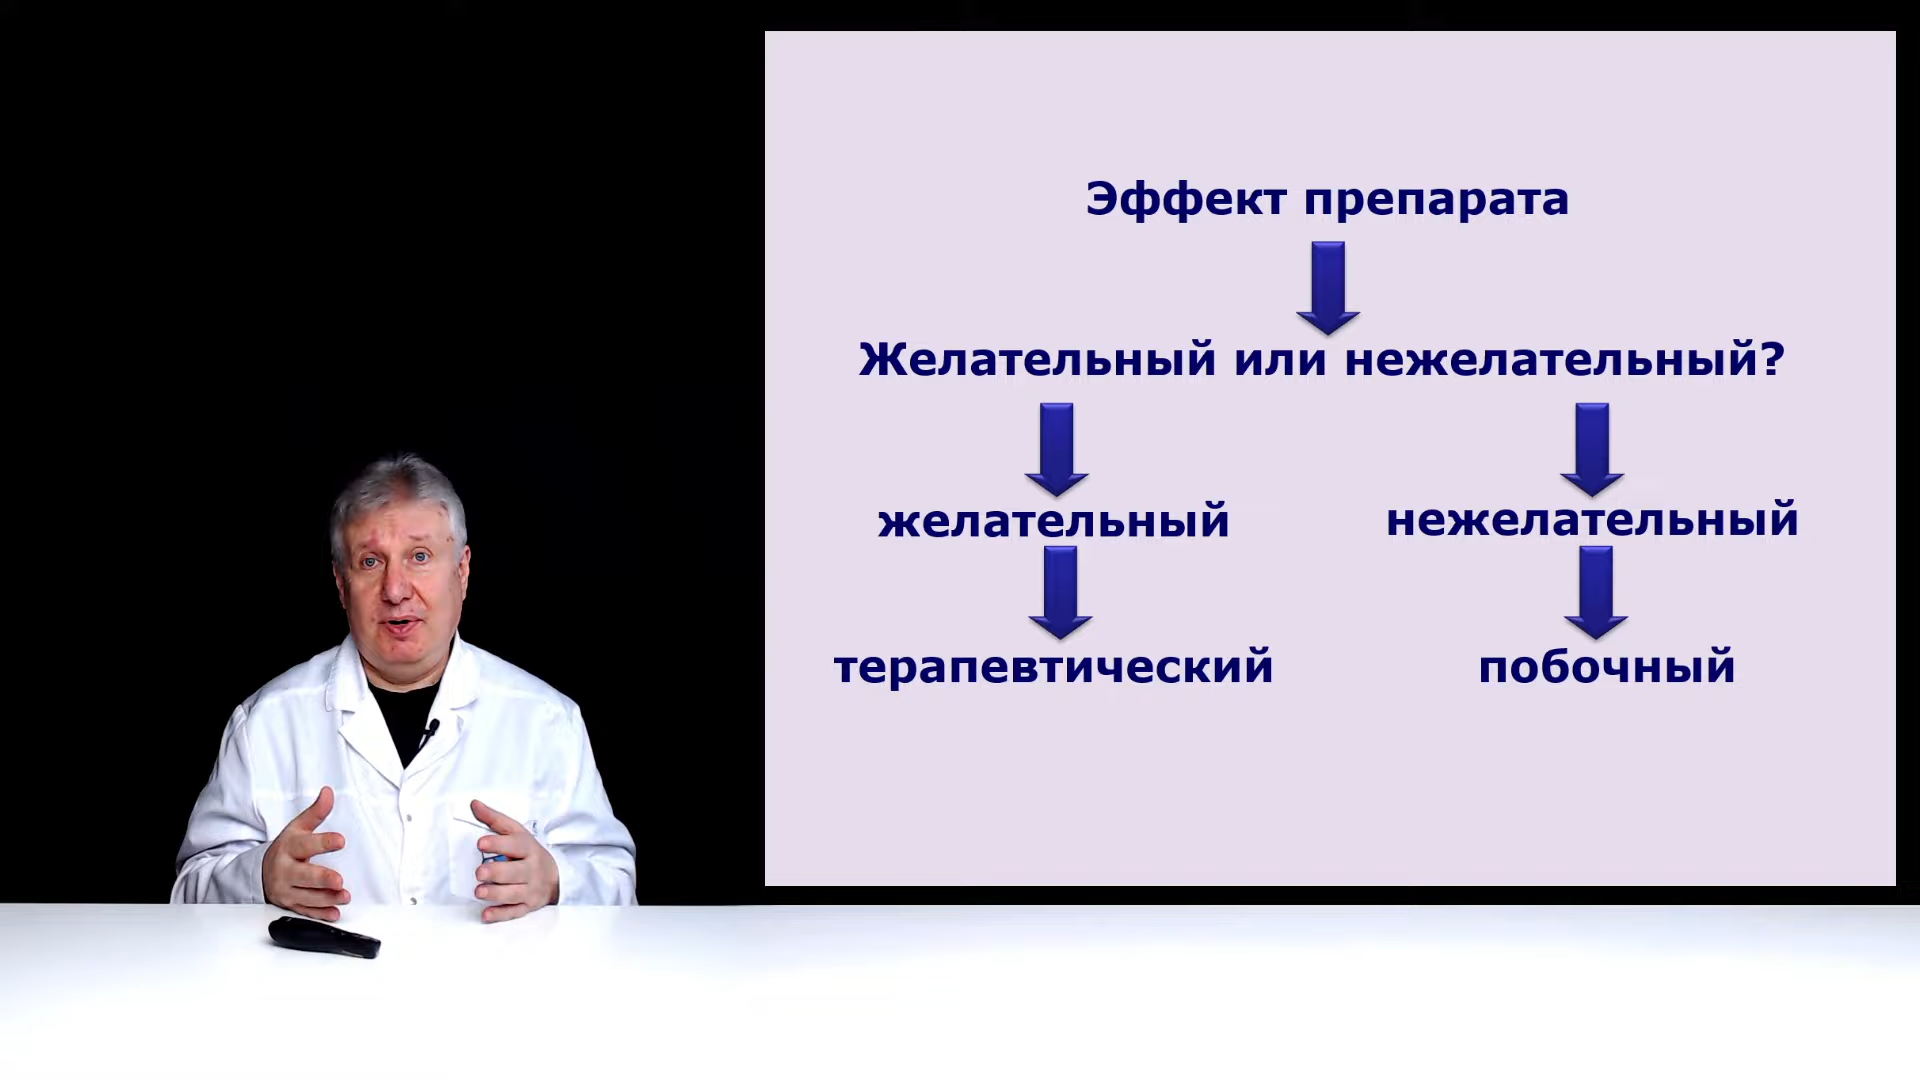 Эффект препарата
Желательный или нежелательный?
желательный нежелательный
терапевтический побочный